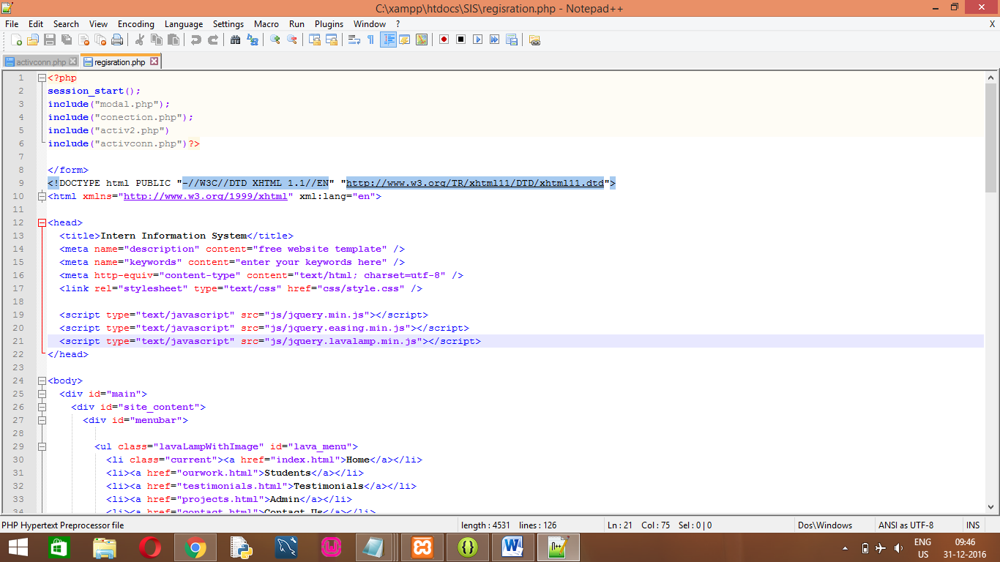 C:\xampp\htdocs\SIS\regisration.php - Notepad++
File Edit Search View Encoding Language Settings Macro Run Plugins Window ? X
activconn.php regisration.php
1 <?php
2 session_start();
3 include("modal.php");
4 include("conection.php");
5 include("activ2.php")
6 include("activconn.php")?>
7
8 </form>
9 <!DOCTYPE html PUBLIC "-//W3C//DTD XHTML 1.1//EN" "http://www.w3.org/TR/xhtml11/DTD/xhtml11.dtd">
10 <html xmlns="http://www.w3.org/1999/xhtml" xml:lang="en">
11
12 <head>
13 <title>Intern Information System</title>
14 <meta name="description" content="free website template" />
15 <meta name="keywords" content="enter your keywords here" />
16 <meta http-equiv="content-type" content="text/html; charset=utf-8" />
17 <link rel="stylesheet" type="text/css" href="css/style.css" />
18
19 <script type="text/javascript" src="js/jquery.min.js"></script>
20 <script type="text/javascript" src="js/jquery.easing.min.js"></script>
21 <script type="text/javascript" src="js/jquery.lavalamp.min.js"></script>
22 </head>
23
24 <body>
25 <div id="main">
26 <div id="site_content">
27 <div id="menubar">
28
29 <ul class="lavaLampWithImage" id="lava_menu">
30 <li class="current"><a href="index.html">Home</a></li>
31 <li><a href="ourwork.html">Students</a></li>
32 <li><a href="testimonials.html">Testimonials</a></li>
33 <li><a href="projects.html">Admin</a></li>
34 <li><a href="contact.html">Contact Us</a></li>
PHP Hypertext Preprocessor file length : 4531 lines : 126 Ln : 21 Col : 75 Sel : 0 | 0 Dos\Windows ANSI as UTF-8 INS
ENG 09:46
US 31-12-2016